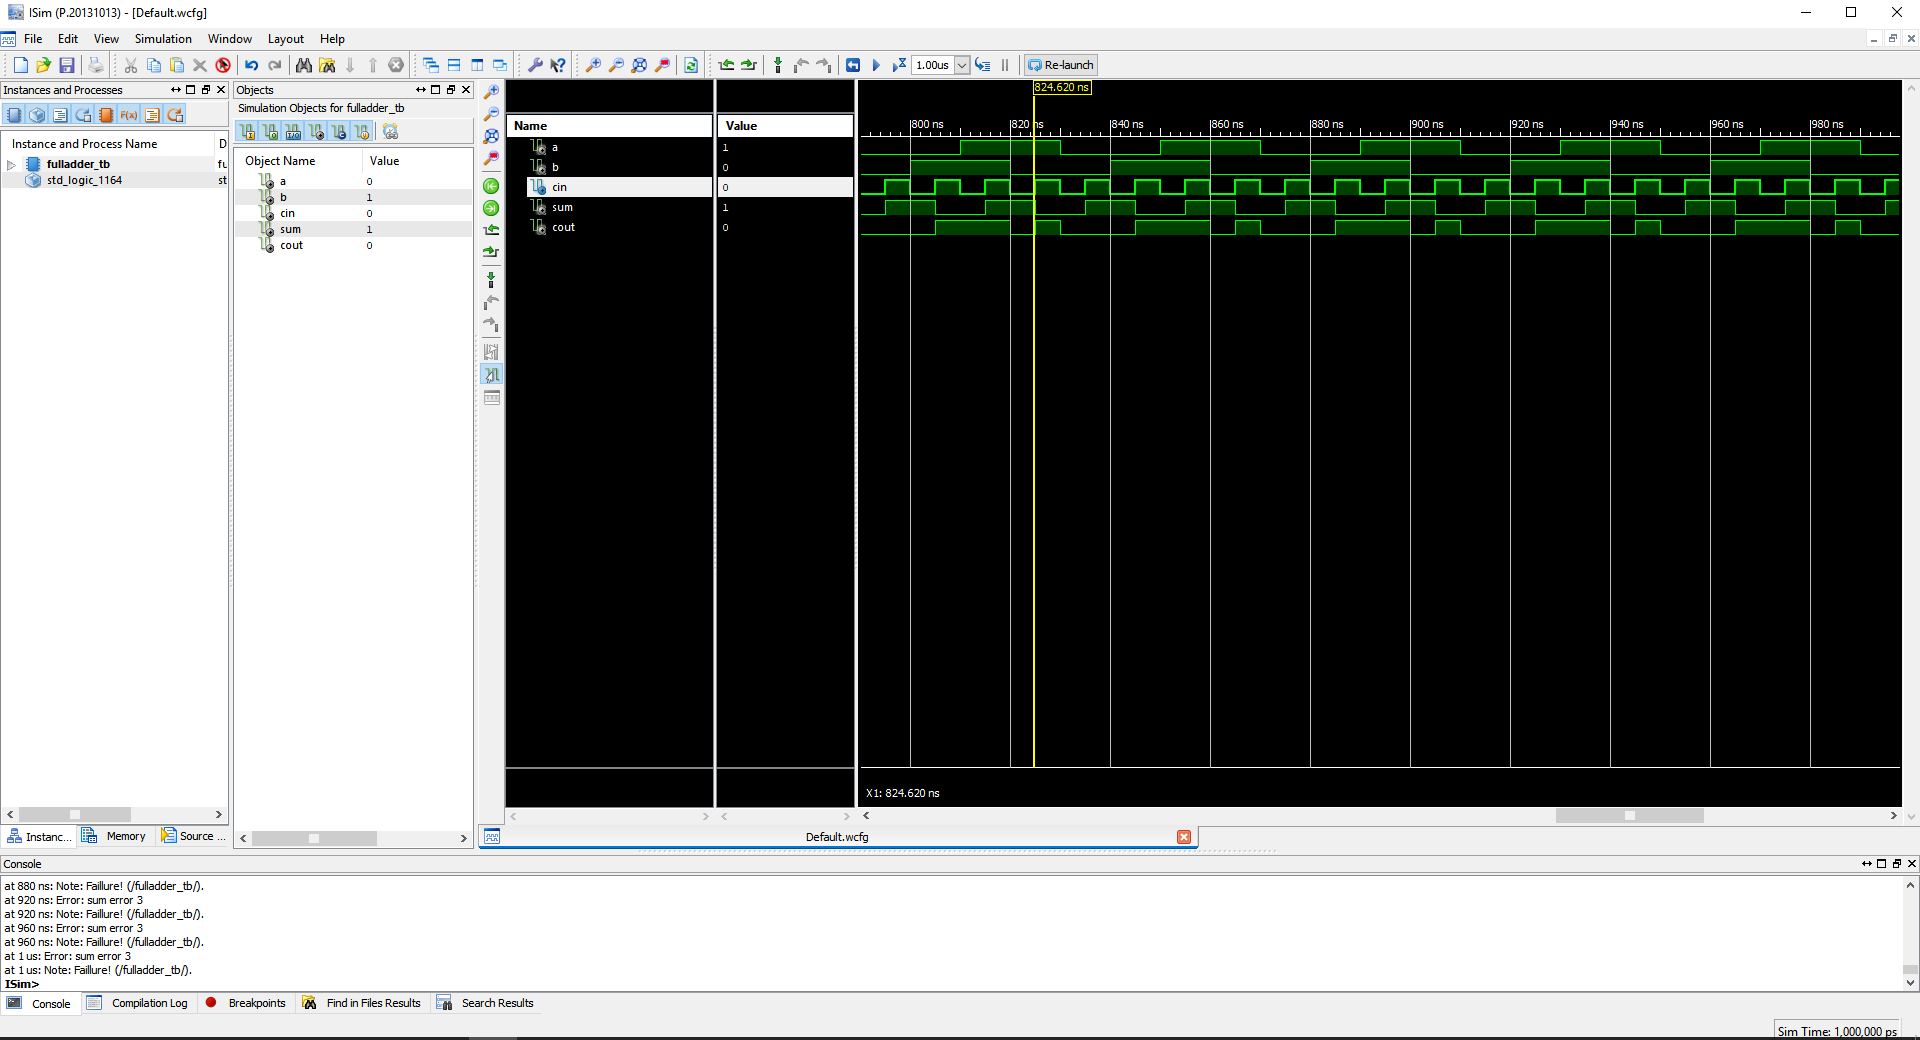 ISim (P.20131013) - [Default.wcfg]
File Edit View Simulation Window Layout Help
1.00us Re-launch
Instances and Processes
Instance and Process Name D
fulladder_tb fu
std_logic_1164 st
Instanc... Memory Source ...
Objects
Simulation Objects for fulladder_tb
Object Name Value
a 0
b 1
cin 0
sum 1
cout 0
Name Value
a 1
b 0
cin 0
sum 1
cout 0
824.620 ns
800 ns 820 ns 840 ns 860 ns 880 ns 900 ns 920 ns 940 ns 960 ns 980 ns
X1: 824.620 ns
Default.wcfg
Console
at 880 ns: Note: Faillure! (/fulladder_tb/).
at 920 ns: Error: sum error 3
at 920 ns: Note: Faillure! (/fulladder_tb/).
at 960 ns: Error: sum error 3
at 960 ns: Note: Faillure! (/fulladder_tb/).
at 1 us: Error: sum error 3
at 1 us: Note: Faillure! (/fulladder_tb/).
ISim>
Console Compilation Log Breakpoints Find in Files Results Search Results
Sim Time: 1,000,000 ps